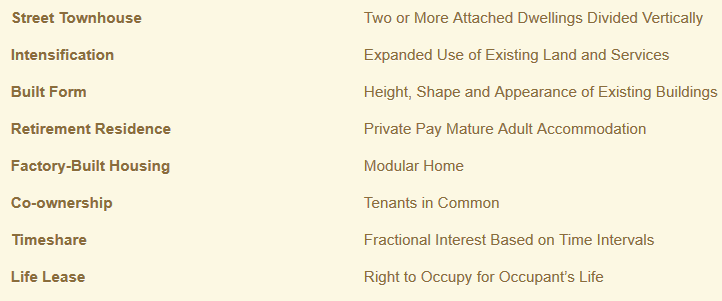 Street Townhouse Two or More Attached Dwellings Divided Vertically
Intensification Expanded Use of Existing Land and Services
Built Form Height, Shape and Appearance of Existing Buildings
Retirement Residence Private Pay Mature Adult Accommodation
Factory-Built Housing Modular Home
Co-ownership Tenants in Common
Timeshare Fractional Interest Based on Time Intervals
Life Lease Right to Occupy for Occupant’s Life